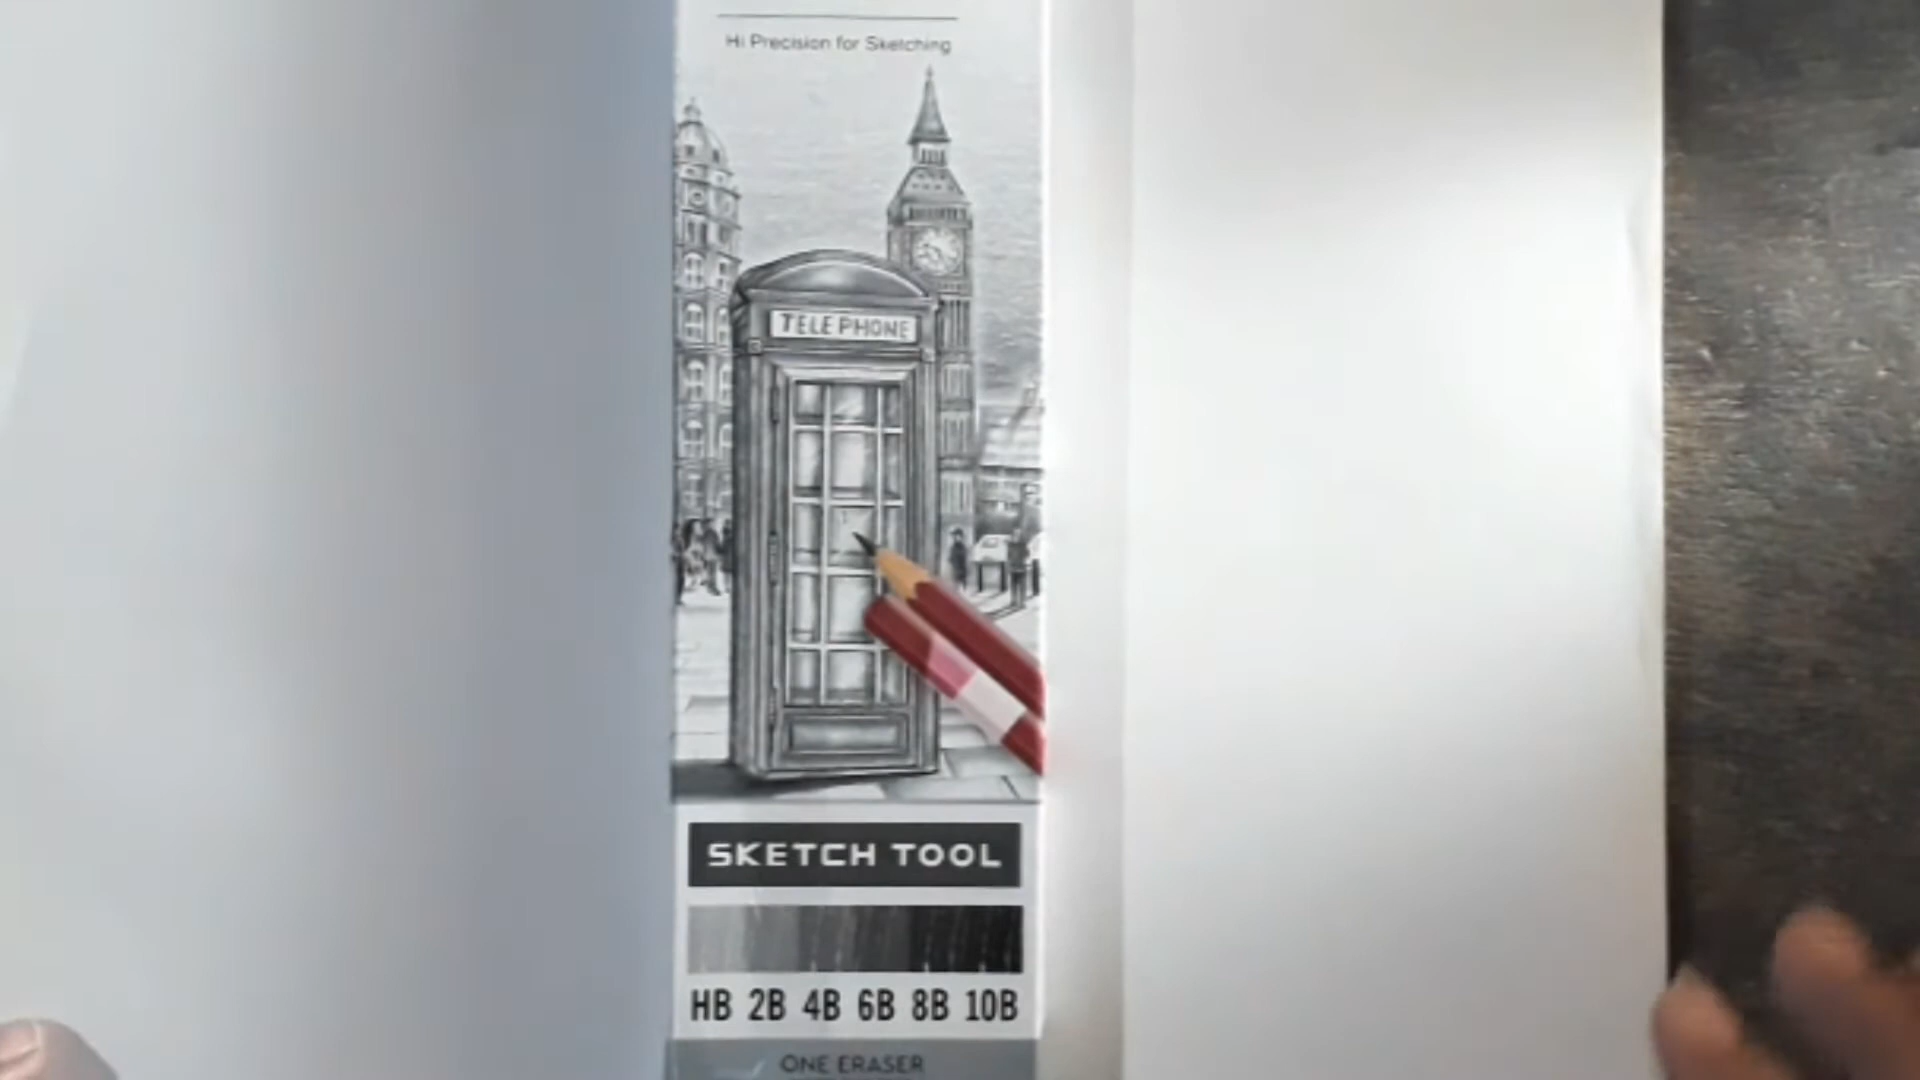 Hi Precision for Sketching
TELEPHONE
SKETCH TOOL
HB 2B 4B 6B 8B 10B
ONE ERASER